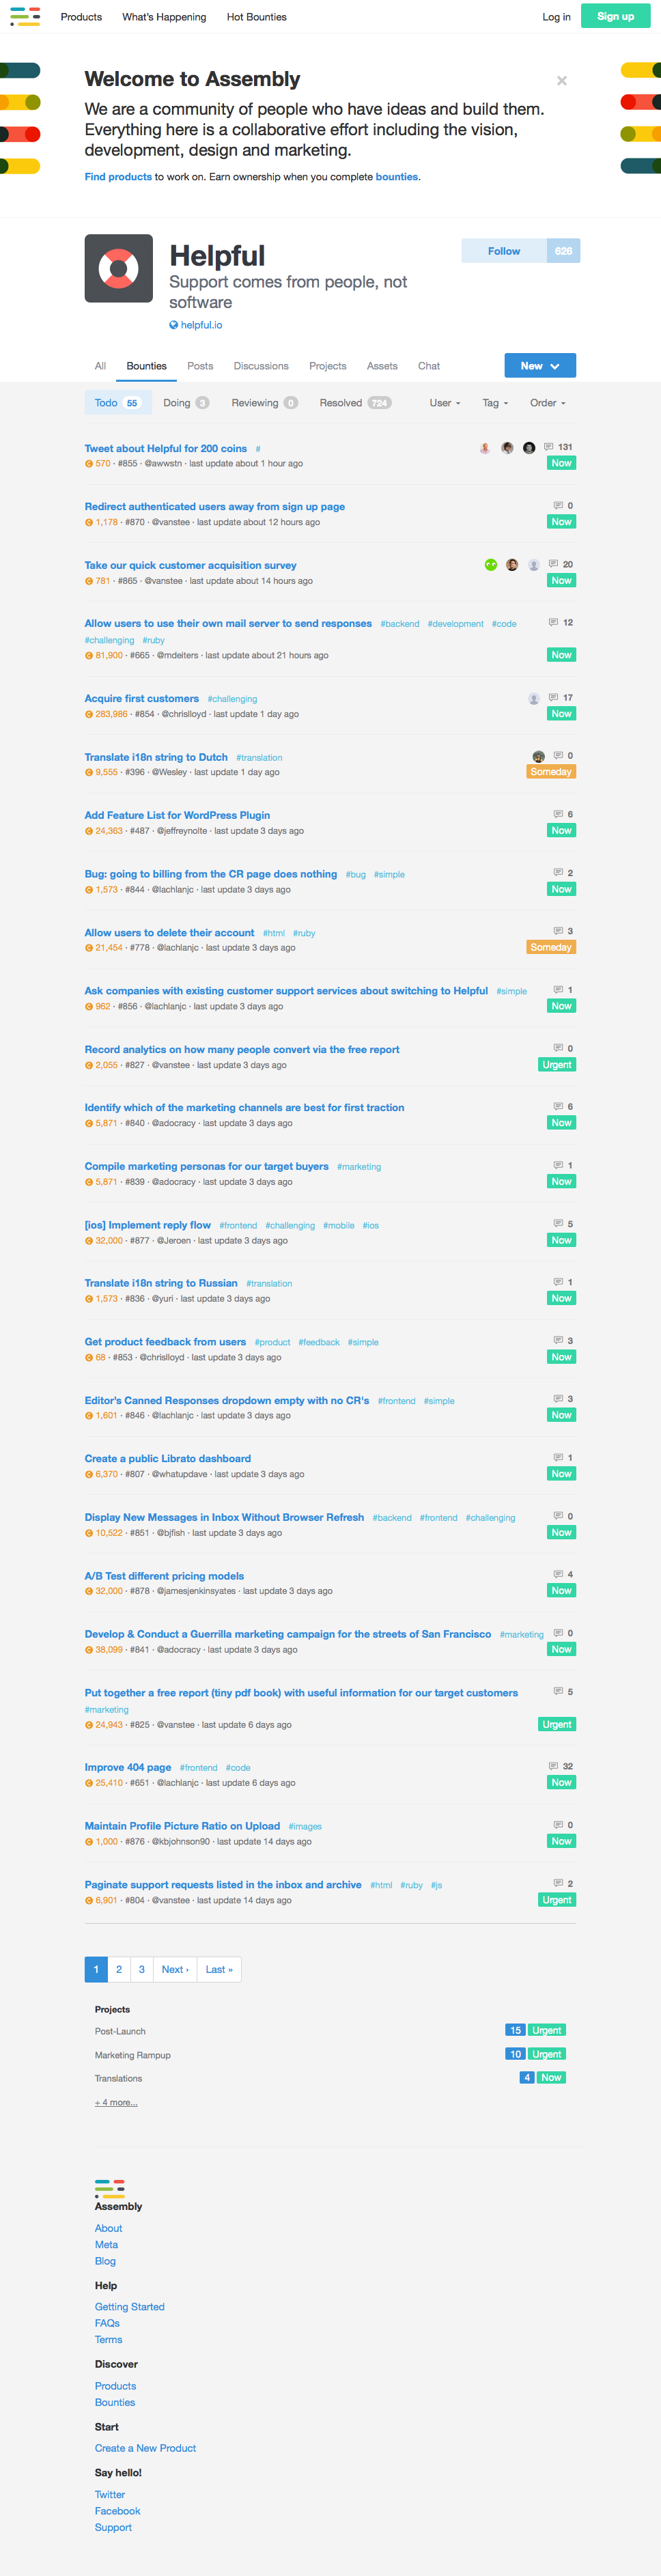 Products What's Happening Hot Bounties Log in Sign up
Welcome to Assembly
We are a community of people who have ideas and build them.
Everything here is a collaborative effort including the vision,
development, design and marketing.
Find products to work on. Earn ownership when you complete bounties.
Helpful
Support comes from people, not
software
helpful.io
Follow 626
All Bounties Posts Discussions Projects Assets Chat New
Todo 55 Doing 3 Reviewing 0 Resolved 724 User Tag Order
Tweet about Helpful for 200 coins # 131
570 · #855 · @awwstn · last update about 1 hour ago Now
Redirect authenticated users away from sign up page 0
1,178 · #870 · @vanstee · last update about 12 hours ago Now
Take our quick customer acquisition survey 20
781 · #865 · @vanstee · last update about 14 hours ago Now
Allow users to use their own mail server to send responses #backend #development #code 12
#challenging #ruby
81,900 · #665 · @mdeiters · last update about 21 hours ago Now
Acquire first customers #challenging 17
283,986 · #854 · @chrislloyd · last update 1 day ago Now
Translate i18n string to Dutch #translation 0
9,555 · #396 · @Wesley · last update 1 day ago Someday
Add Feature List for WordPress Plugin 6
24,363 · #487 · @jeffreynolte · last update 3 days ago Now
Bug: going to billing from the CR page does nothing #bug #simple 2
1,573 · #844 · @lachlanjc · last update 3 days ago Now
Allow users to delete their account #html #ruby 3
21,454 · #778 · @lachlanjc · last update 3 days ago Someday
Ask companies with existing customer support services about switching to Helpful #simple 1
962 · #856 · @lachlanjc · last update 3 days ago Now
Record analytics on how many people convert via the free report 0
2,055 · #827 · @vanstee · last update 3 days ago Urgent
Identify which of the marketing channels are best for first traction 6
5,871 · #840 · @adocracy · last update 3 days ago Now
Compile marketing personas for our target buyers #marketing 1
5,871 · #839 · @adocracy · last update 3 days ago Now
[ios] Implement reply flow #frontend #challenging #mobile #ios 5
32,000 · #877 · @Jeroen · last update 3 days ago Now
Translate i18n string to Russian #translation 1
1,573 · #836 · @yuri · last update 3 days ago Now
Get product feedback from users #product #feedback #simple 3
68 · #853 · @chrislloyd · last update 3 days ago Now
Editor's Canned Responses dropdown empty with no CR's #frontend #simple 3
1,601 · #846 · @lachlanjc · last update 3 days ago Now
Create a public Librato dashboard 1
6,370 · #807 · @whatupdave · last update 3 days ago Now
Display New Messages in Inbox Without Browser Refresh #backend #frontend #challenging 0
10,522 · #851 · @bjfish · last update 3 days ago Now
A/B Test different pricing models 4
32,000 · #878 · @jamesjenkinsyates · last update 3 days ago Now
Develop & Conduct a Guerrilla marketing campaign for the streets of San Francisco #marketing 0
38,099 · #841 · @adocracy · last update 3 days ago Now
Put together a free report (tiny pdf book) with useful information for our target customers 5
#marketing
24,943 · #825 · @vanstee · last update 6 days ago Urgent
Improve 404 page #frontend #code 32
25,410 · #651 · @lachlanjc · last update 6 days ago Now
Maintain Profile Picture Ratio on Upload #images 0
1,000 · #876 · @kbjohnson90 · last update 14 days ago Now
Paginate support requests listed in the inbox and archive #html #ruby #js 2
6,901 · #804 · @vanstee · last update 14 days ago Urgent
1 2 3 Next › Last »
Projects
Post-Launch 15 Urgent
Marketing Rampup 10 Urgent
Translations 4 Now
+ 4 more...
Assembly
About
Meta
Blog
Help
Getting Started
FAQs
Terms
Discover
Products
Bounties
Start
Create a New Product
Say hello!
Twitter
Facebook
Support